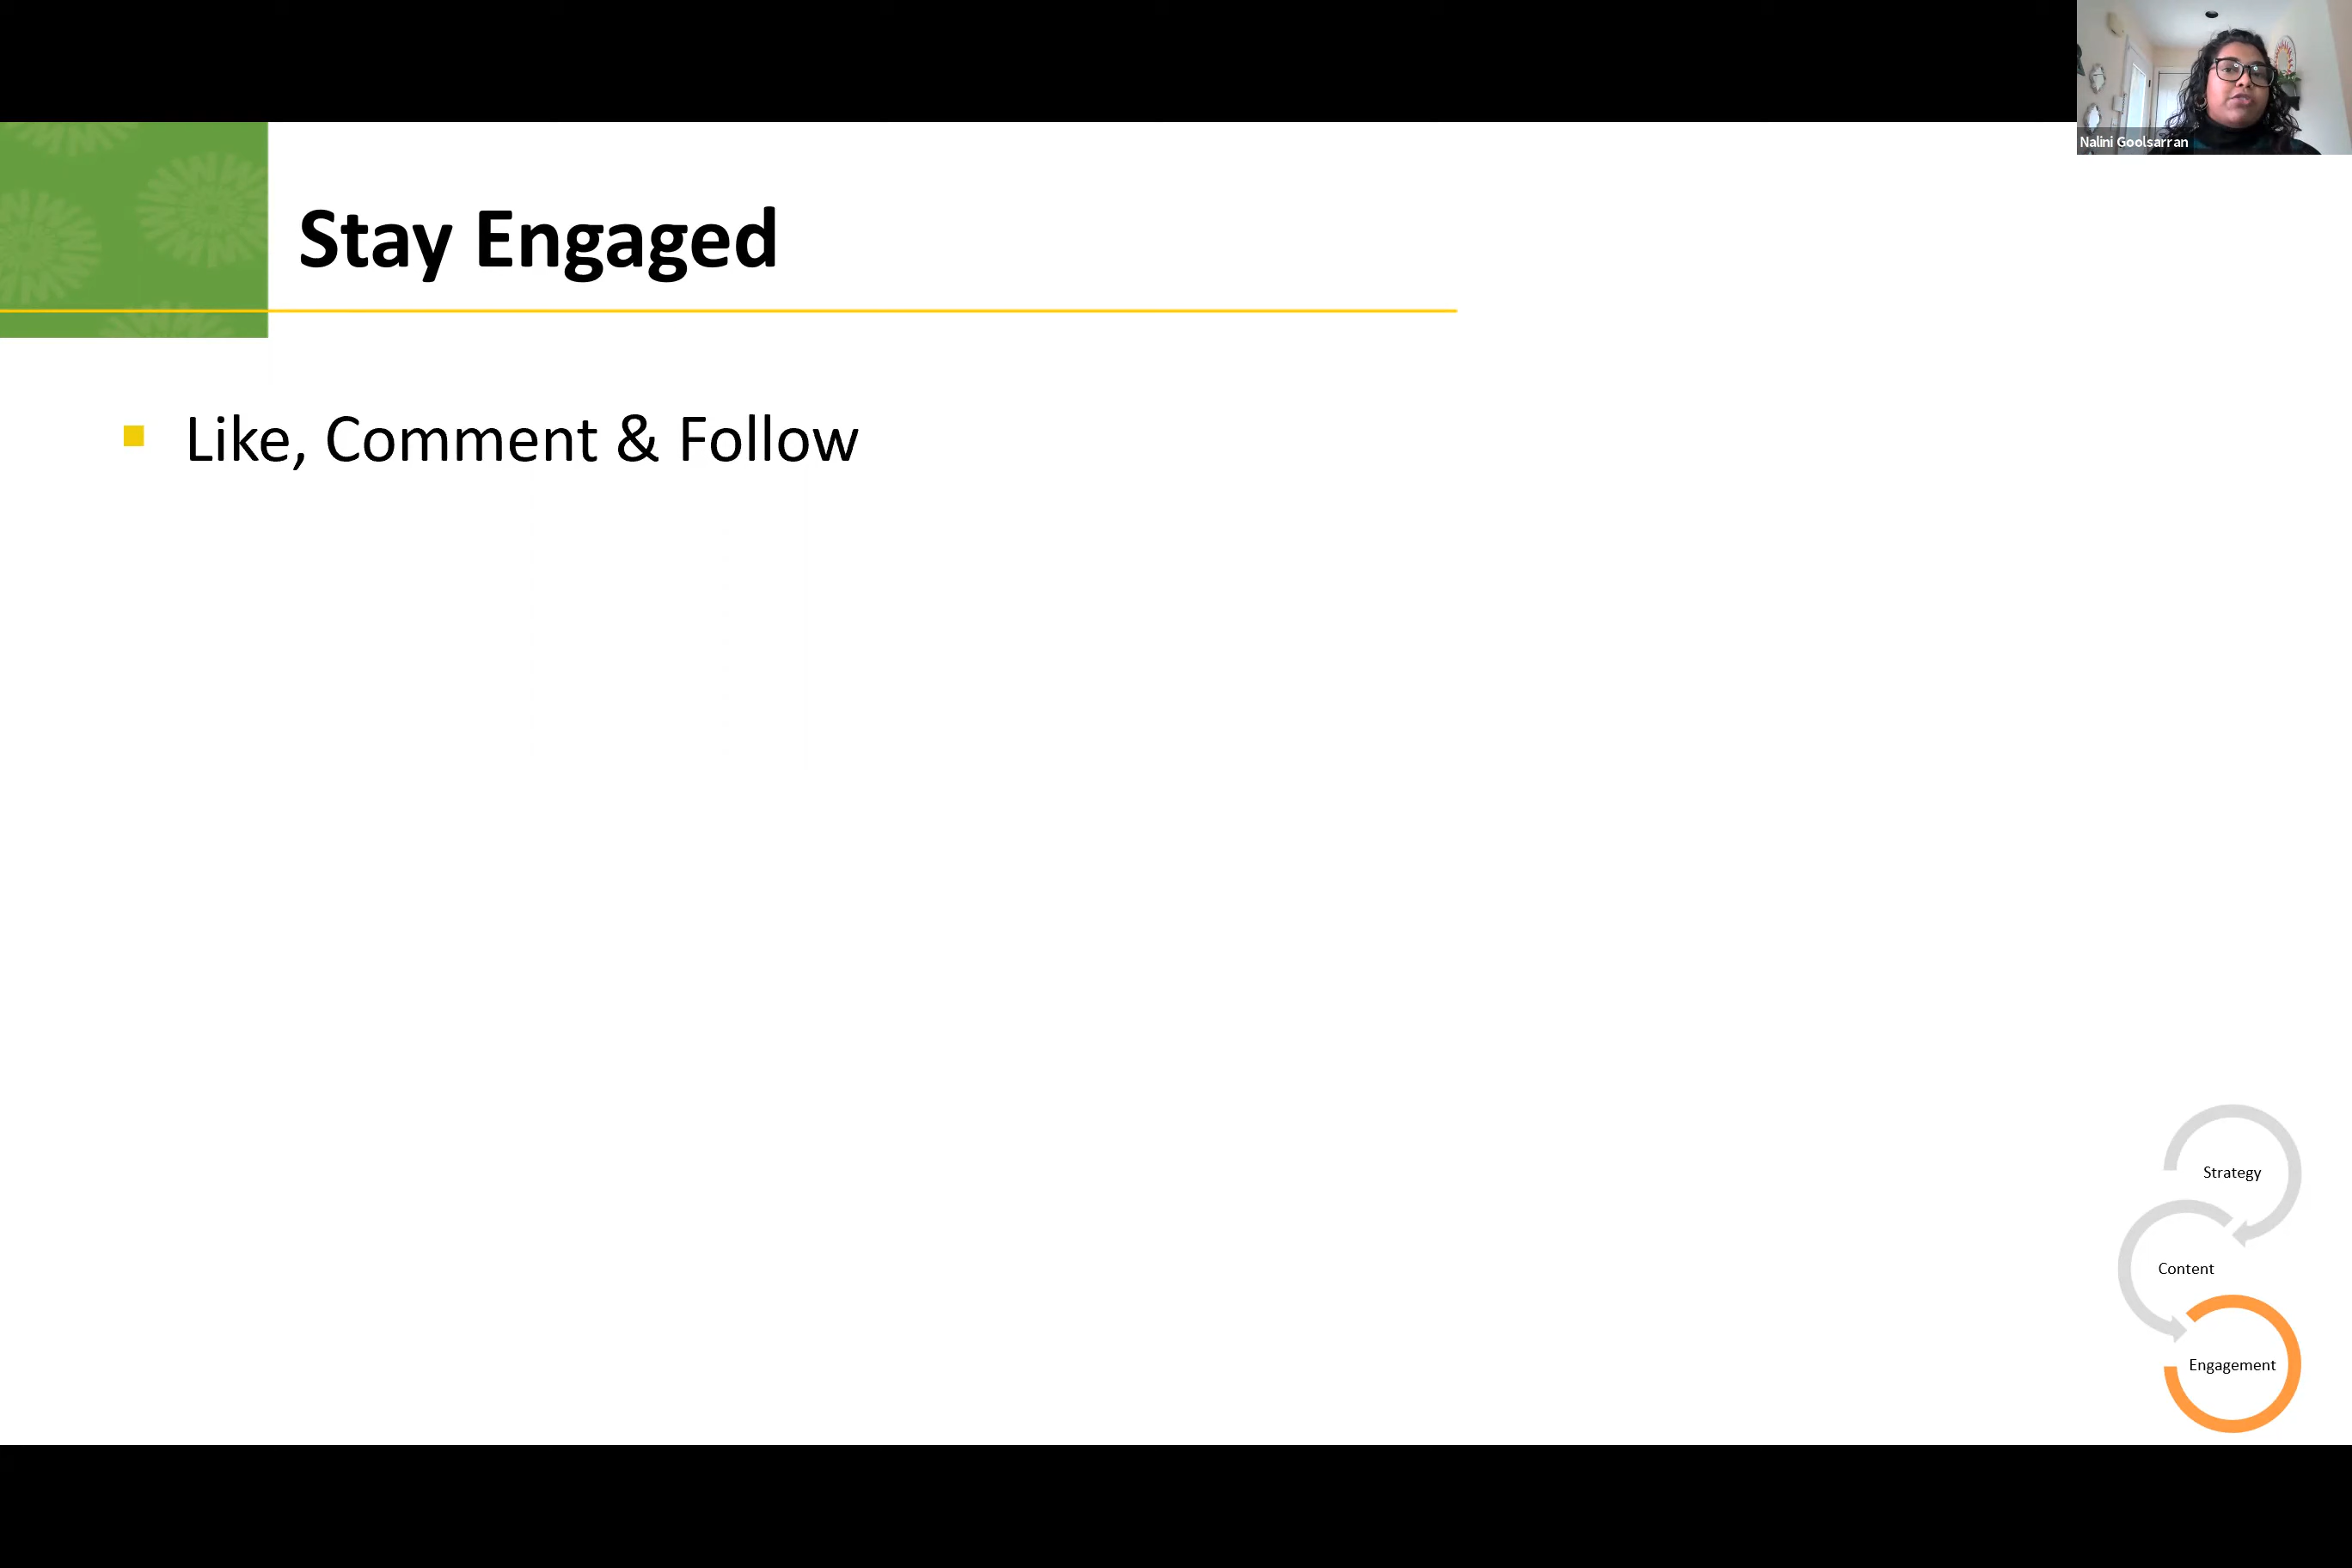 Nalini Goolsarran
Stay Engaged
Like, Comment & Follow
Strategy
Content
Engagement